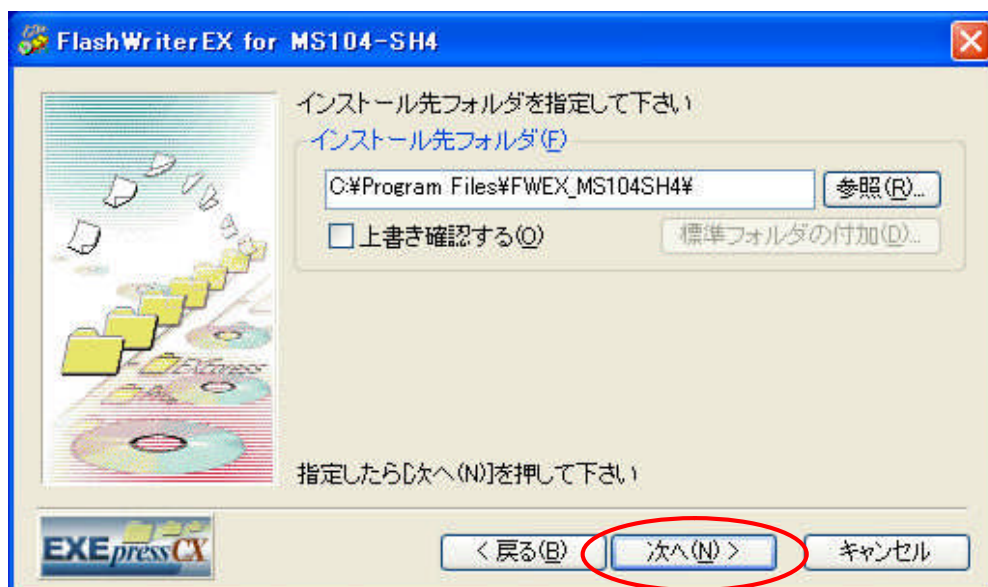 FlashWriterEX for MS104-SH4
インストール先フォルダを指定して下さい
インストール先フォルダ(F)
C:¥Program Files¥FWEX_MS104SH4¥
参照(R)...
上書き確認する(O)
標準フォルダの付加(D)...
EXEpress
指定したら[次へ(N)]を押して下さい
EXEpressCX
< 戻る(B)
次へ(N) >
キャンセル